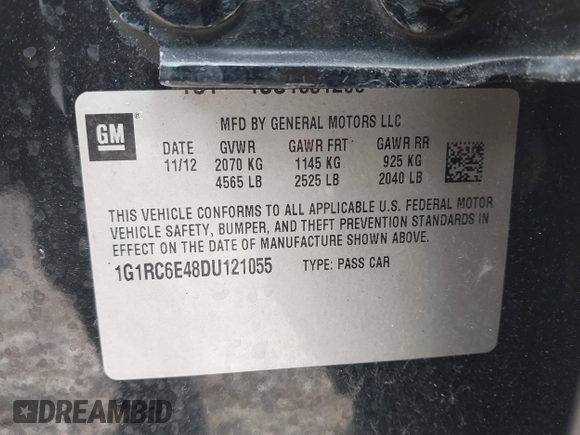 GM
MFD BY GENERAL MOTORS LLC
DATE GVWR GAWR FRT GAWR RR
11/12 2070 KG 1145 KG 925 KG
4565 LB 2525 LB 2040 LB
THIS VEHICLE CONFORMS TO ALL APPLICABLE U.S. FEDERAL MOTOR
VEHICLE SAFETY, BUMPER, AND THEFT PREVENTION STANDARDS IN
EFFECT ON THE DATE OF MANUFACTURE SHOWN ABOVE.
1G1RC6E48DU121055 TYPE: PASS CAR
DREAMBID